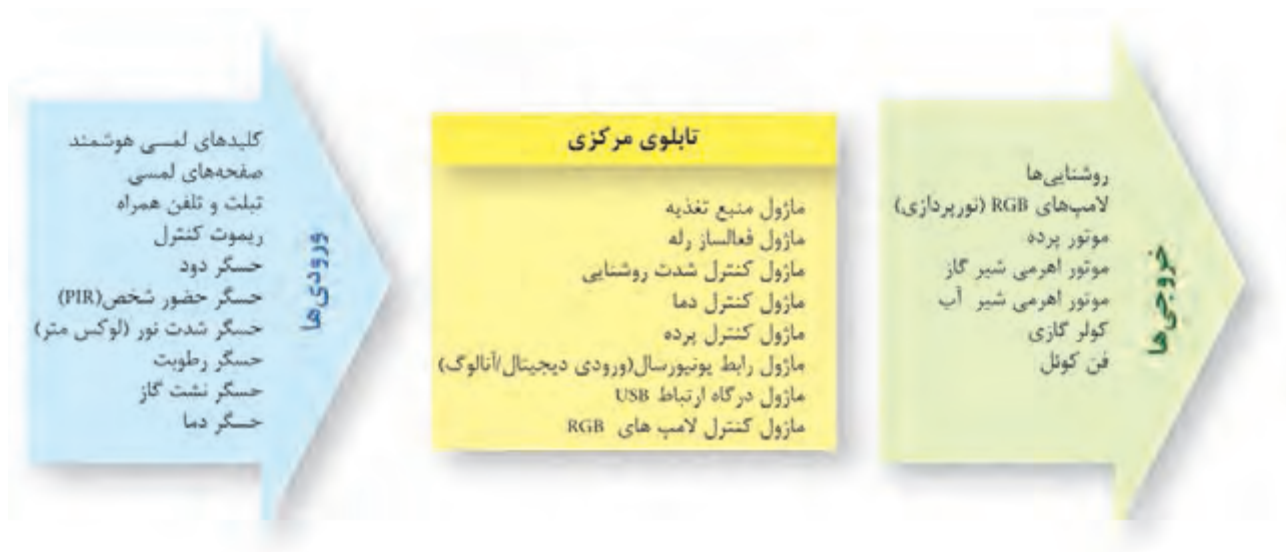 کلیدهای لمسی هوشمند
صفحه‌های لمسی
تبلت و تلفن همراه
ریموت کنترل
حسگر دود
حسگر حضور شخص(PIR)
حسگر شدت نور (لوکس متر)
حسگر رطوبت
حسگر نشت گاز
حسگر دما
ورودی‌ها
تابلوی مرکزی
ماژول منبع تغذیه
ماژول فعالساز رله
ماژول کنترل شدت روشنایی
ماژول کنترل دما
ماژول کنترل پرده
ماژول رابط یونیورسال(ورودی دیجیتال/آنالوگ)
ماژول درگاه ارتباط USB
ماژول کنترل لامپ های RGB
روشنایی‌ها
لامپ‌های RGB (نورپردازی)
موتور پرده
موتور اهرمی شیر گاز
موتور اهرمی شیر آب
کولر گازی
فن کوئل
خروجی‌ها